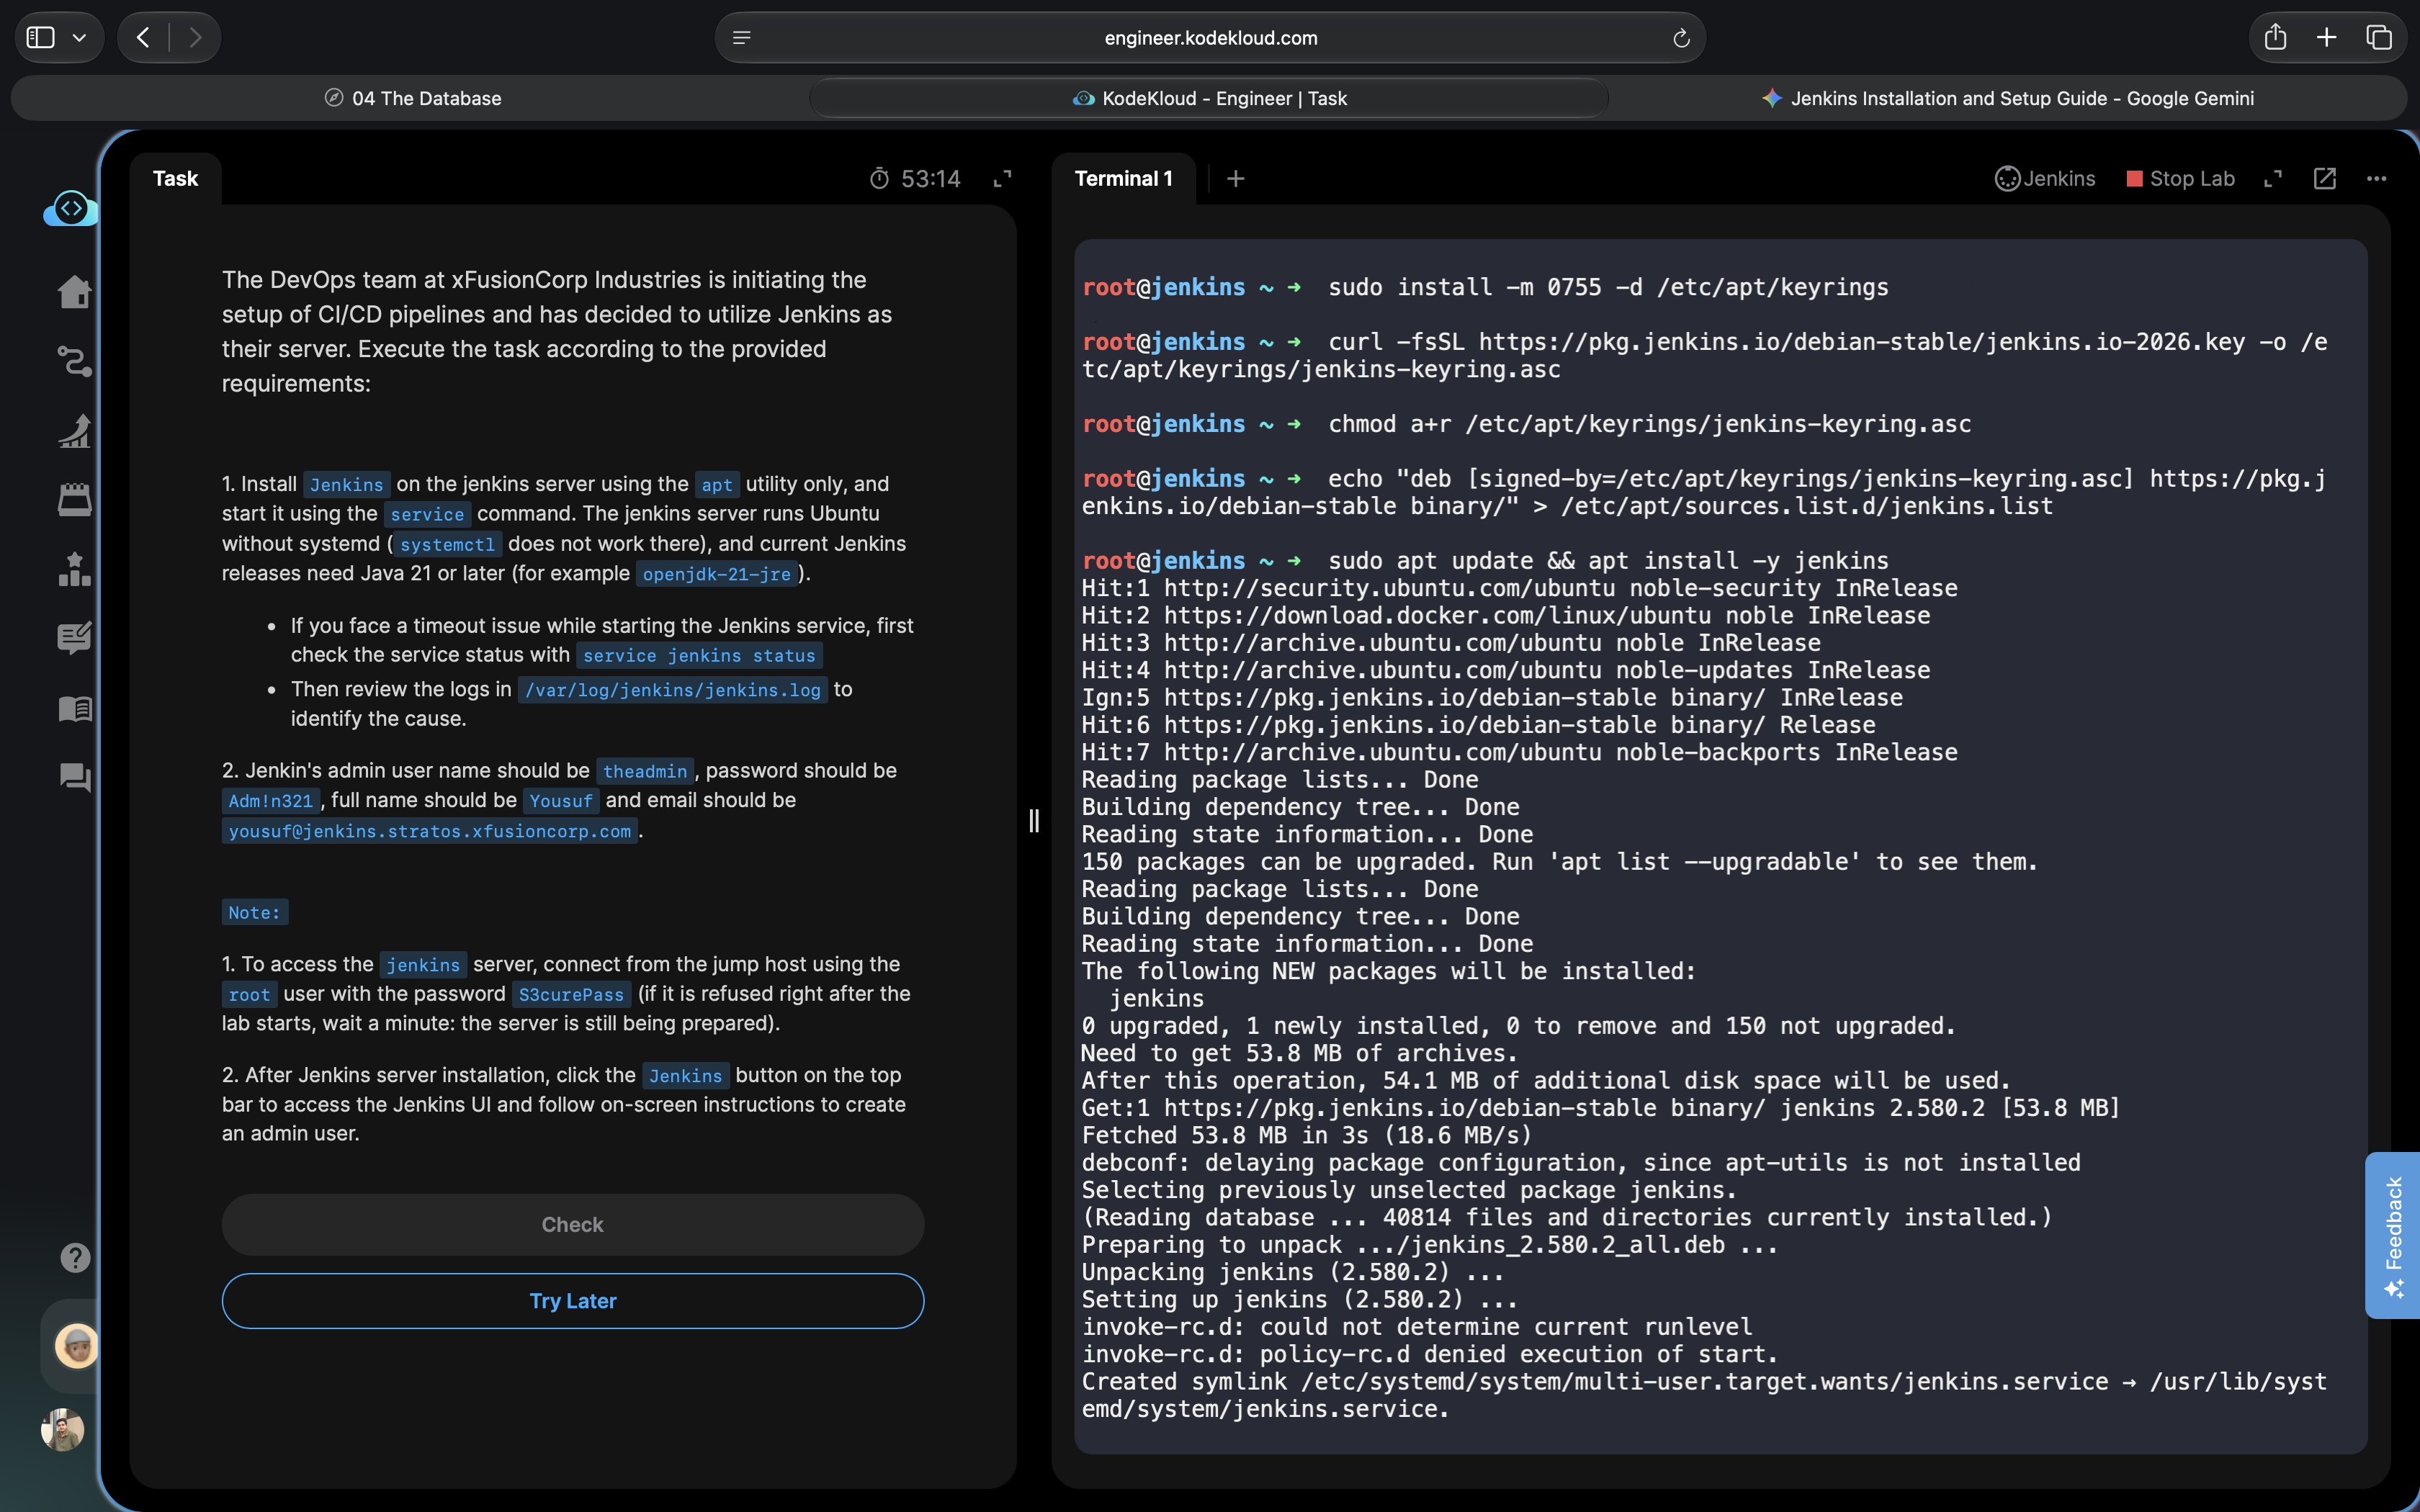 engineer.kodekloud.com
04 The Database
KodeKloud - Engineer | Task
Jenkins Installation and Setup Guide - Google Gemini
Task
53:14
The DevOps team at xFusionCorp Industries is initiating the
setup of CI/CD pipelines and has decided to utilize Jenkins as
their server. Execute the task according to the provided
requirements:
1. Install Jenkins on the jenkins server using the apt utility only, and
start it using the service command. The jenkins server runs Ubuntu
without systemd ( systemctl does not work there), and current Jenkins
releases need Java 21 or later (for example openjdk-21-jre ).
• If you face a timeout issue while starting the Jenkins service, first
check the service status with service jenkins status
• Then review the logs in /var/log/jenkins/jenkins.log to
identify the cause.
2. Jenkin's admin user name should be theadmin , password should be
Adm!n321 , full name should be Yousuf and email should be
yousuf@jenkins.stratos.xfusioncorp.com .
Note:
1. To access the jenkins server, connect from the jump host using the
root user with the password S3curePass (if it is refused right after the
lab starts, wait a minute: the server is still being prepared).
2. After Jenkins server installation, click the Jenkins button on the top
bar to access the Jenkins UI and follow on-screen instructions to create
an admin user.
Check
Try Later
Terminal 1
Jenkins
Stop Lab
root@jenkins ~ ➜  sudo install -m 0755 -d /etc/apt/keyrings
root@jenkins ~ ➜  curl -fsSL https://pkg.jenkins.io/debian-stable/jenkins.io-2026.key -o /e
tc/apt/keyrings/jenkins-keyring.asc
root@jenkins ~ ➜  chmod a+r /etc/apt/keyrings/jenkins-keyring.asc
root@jenkins ~ ➜  echo "deb [signed-by=/etc/apt/keyrings/jenkins-keyring.asc] https://pkg.j
enkins.io/debian-stable binary/" > /etc/apt/sources.list.d/jenkins.list
root@jenkins ~ ➜  sudo apt update && apt install -y jenkins
Hit:1 http://security.ubuntu.com/ubuntu noble-security InRelease
Hit:2 https://download.docker.com/linux/ubuntu noble InRelease
Hit:3 http://archive.ubuntu.com/ubuntu noble InRelease
Hit:4 http://archive.ubuntu.com/ubuntu noble-updates InRelease
Ign:5 https://pkg.jenkins.io/debian-stable binary/ InRelease
Hit:6 https://pkg.jenkins.io/debian-stable binary/ Release
Hit:7 http://archive.ubuntu.com/ubuntu noble-backports InRelease
Reading package lists... Done
Building dependency tree... Done
Reading state information... Done
150 packages can be upgraded. Run 'apt list --upgradable' to see them.
Reading package lists... Done
Building dependency tree... Done
Reading state information... Done
The following NEW packages will be installed:
jenkins
0 upgraded, 1 newly installed, 0 to remove and 150 not upgraded.
Need to get 53.8 MB of archives.
After this operation, 54.1 MB of additional disk space will be used.
Get:1 https://pkg.jenkins.io/debian-stable binary/ jenkins 2.580.2 [53.8 MB]
Fetched 53.8 MB in 3s (18.6 MB/s)
debconf: delaying package configuration, since apt-utils is not installed
Selecting previously unselected package jenkins.
(Reading database ... 40814 files and directories currently installed.)
Preparing to unpack .../jenkins_2.580.2_all.deb ...
Unpacking jenkins (2.580.2) ...
Setting up jenkins (2.580.2) ...
invoke-rc.d: could not determine current runlevel
invoke-rc.d: policy-rc.d denied execution of start.
Created symlink /etc/systemd/system/multi-user.target.wants/jenkins.service → /usr/lib/syst
emd/system/jenkins.service.
Feedback